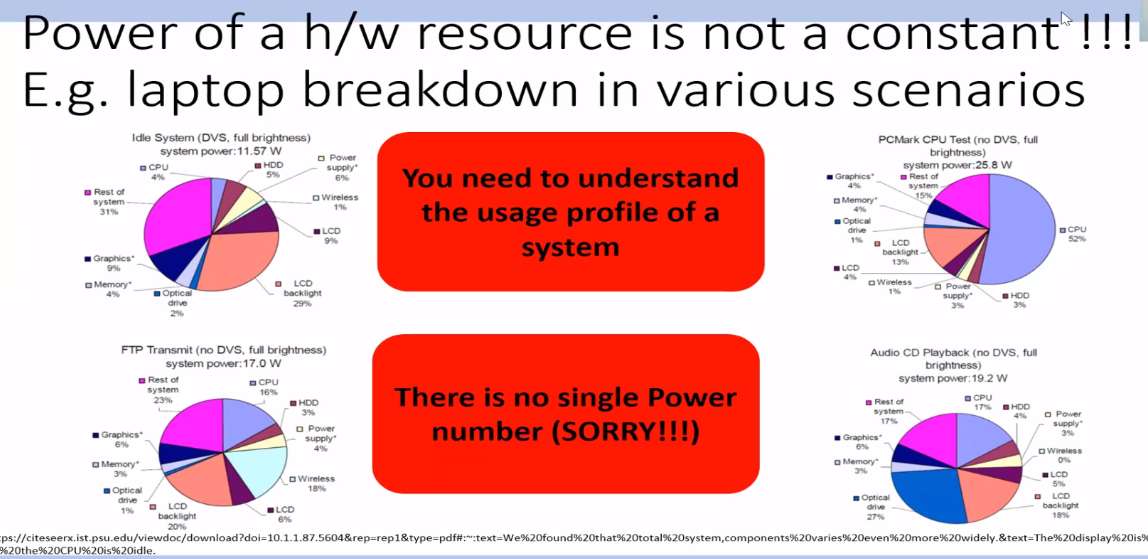 Power of a h/w resource is not a constant !!!
E.g. laptop breakdown in various scenarios
Idle System (DVS, full brightness)
system power:11.57 W
CPU
4%
HDD
5%
Power
supply*
6%
Wireless
1%
LCD
9%
LCD
backlight
29%
Optical
drive
2%
Memory*
4%
Graphics*
9%
Rest of
system
31%
You need to understand
the usage profile of a
system
PCMark CPU Test (no DVS, full
brightness)
system power:25.8 W
Graphics*
4%
Rest of
system
15%
Memory*
4%
Optical
drive
1%
LCD
backlight
13%
LCD
4%
Wireless
1%
Power
supply*
3%
HDD
3%
CPU
52%
FTP Transmit (no DVS, full brightness)
system power:17.0 W
Rest of
system
23%
CPU
16%
HDD
3%
Power
supply*
4%
Wireless
18%
LCD
6%
LCD
backlight
20%
Optical
drive
1%
Memory*
3%
Graphics*
6%
There is no single Power
number (SORRY!!!)
Audio CD Playback (no DVS, full
brightness)
system power:19.2 W
Rest of
system
17%
CPU
17%
HDD
4%
Power
supply*
3%
Wireless
0%
LCD
5%
LCD
backlight
18%
Optical
drive
27%
Memory*
3%
Graphics*
6%
tps://citeseerx.ist.psu.edu/viewdoc/download?doi=10.1.1.87.5604&rep=rep1&type=pdf#:~:text=We%20found%20that%20total%20system,components%20varies%20even%20more%20widely.&text=The%20display%20is
%20the%20CPU%20is%20idle.